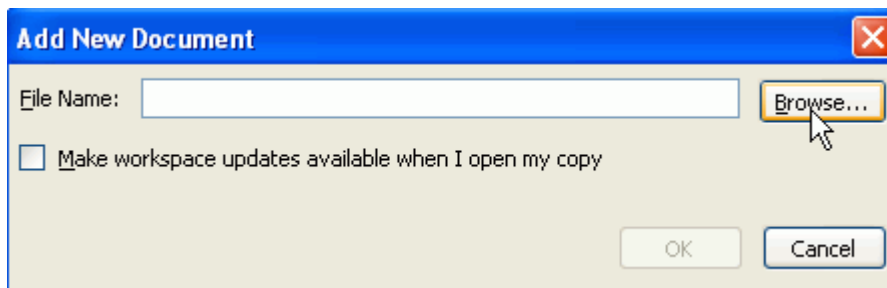 Add New Document
File Name:
Browse...
Make workspace updates available when I open my copy
OK
Cancel